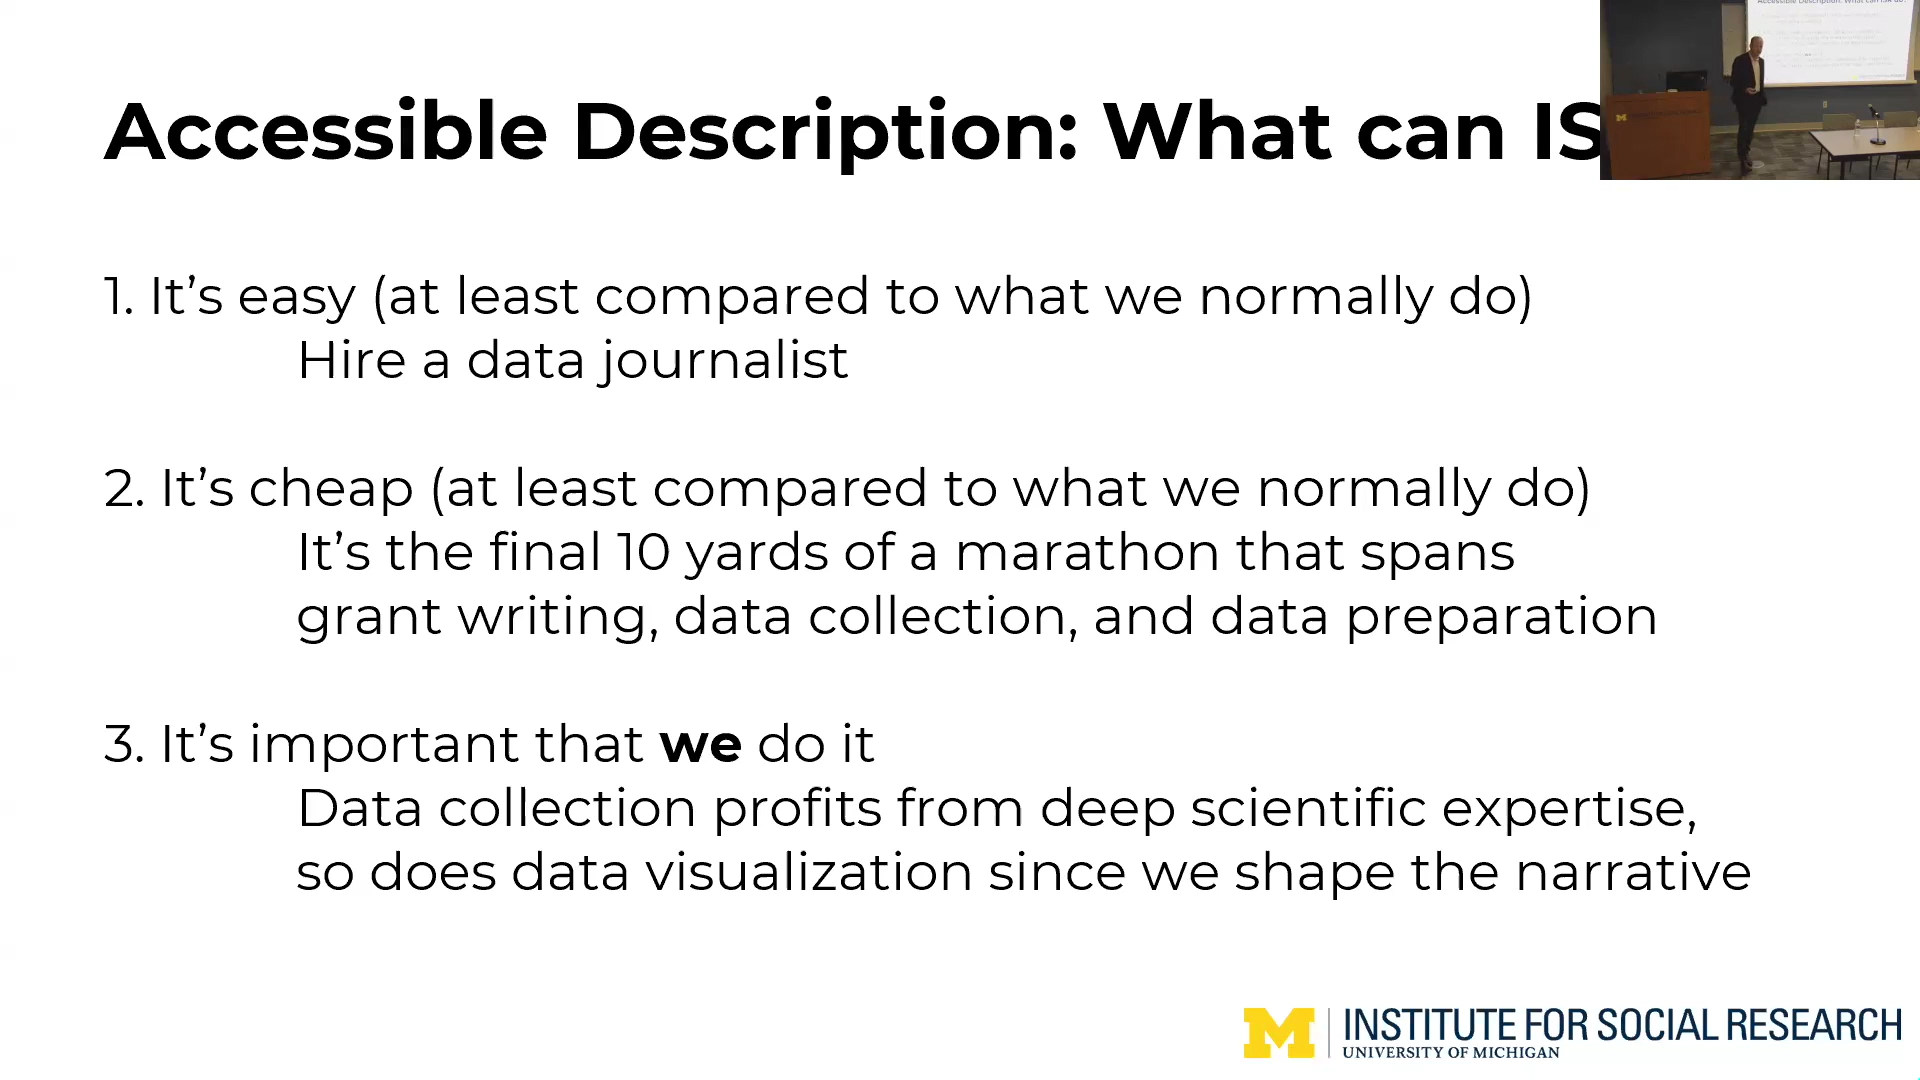 Accessible Description: What can IS
1. It's easy (at least compared to what we normally do)
Hire a data journalist
2. It's cheap (at least compared to what we normally do)
It's the final 10 yards of a marathon that spans
grant writing, data collection, and data preparation
3. It's important that we do it
Data collection profits from deep scientific expertise,
so does data visualization since we shape the narrative
M INSTITUTE FOR SOCIAL RESEARCH
UNIVERSITY OF MICHIGAN